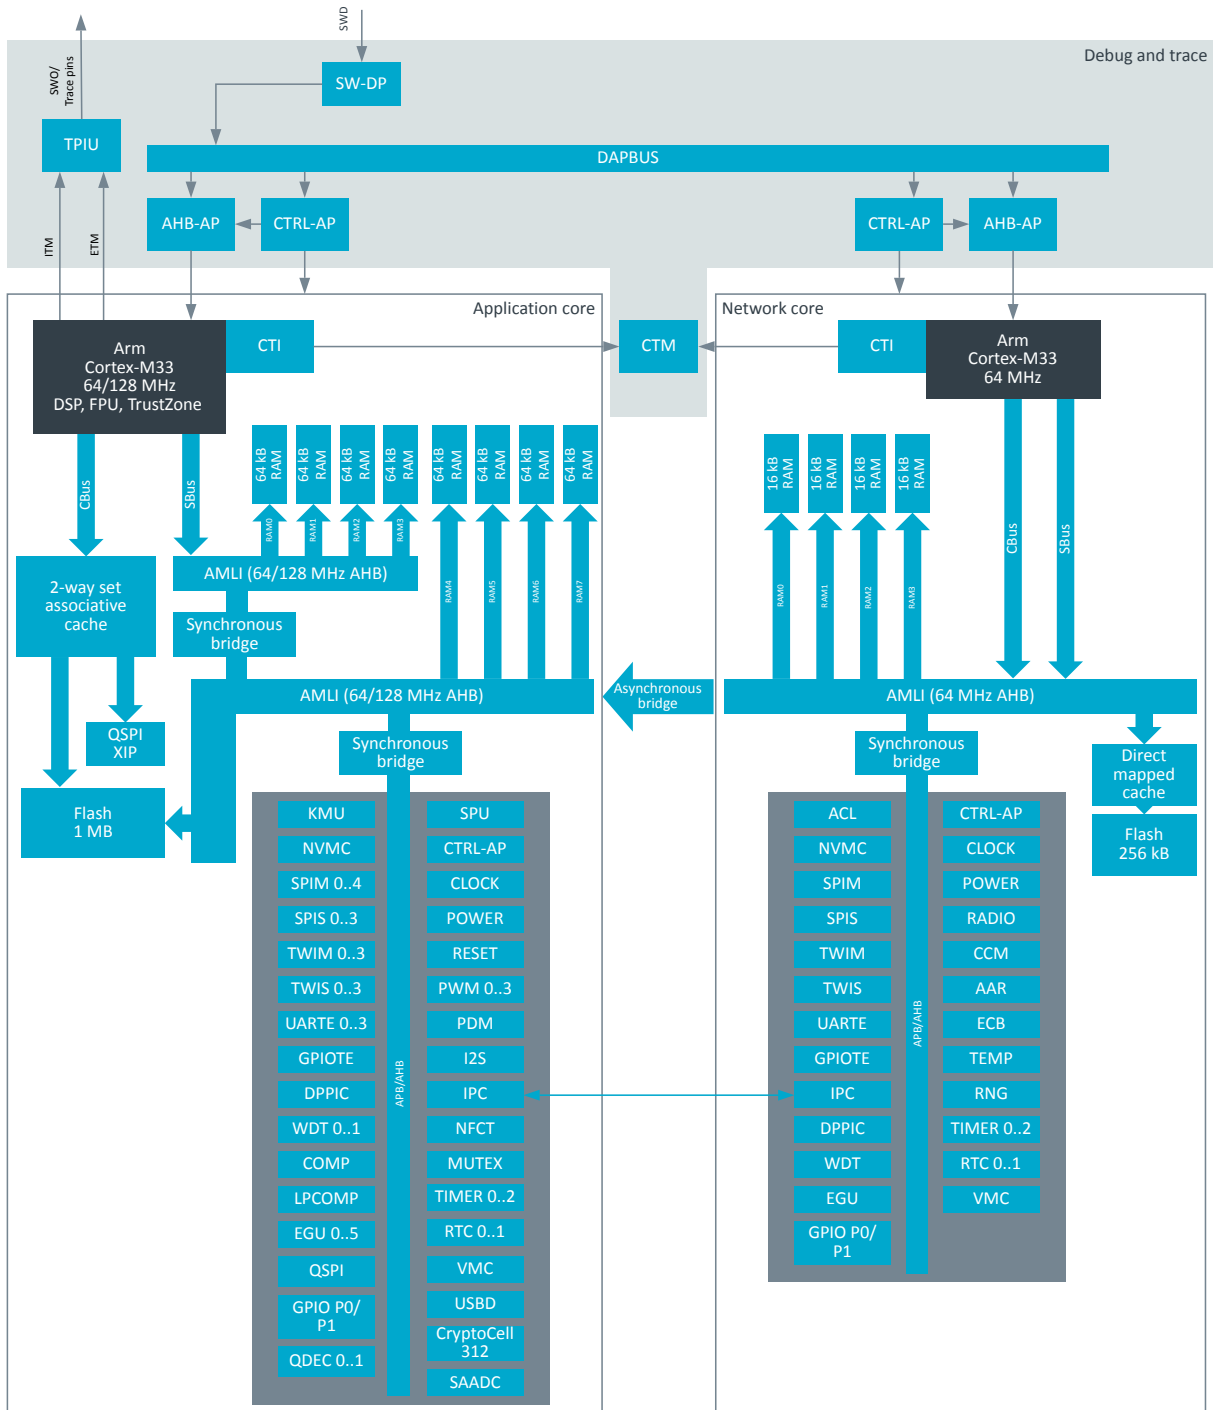 SWD
SWO/
Trace pins
Debug and trace
SW-DP
TPIU
DAPBUS
AHB-AP
CTRL-AP
CTRL-AP
AHB-AP
ITM
ETM
Application core
Network core
Arm
Cortex-M33
64/128 MHz
DSP, FPU, TrustZone
CTI
CTM
CTI
Arm
Cortex-M33
64 MHz
CBus
SBus
64 kB
RAM
64 kB
RAM
64 kB
RAM
64 kB
RAM
64 kB
RAM
64 kB
RAM
64 kB
RAM
64 kB
RAM
16 kB
RAM
16 kB
RAM
16 kB
RAM
16 kB
RAM
CBus
SBus
RAM0
RAM1
RAM2
RAM3
RAM4
RAM5
RAM6
RAM7
RAM0
RAM1
RAM2
RAM3
2-way set
associative
cache
AMLI (64/128 MHz AHB)
Synchronous
bridge
AMLI (64/128 MHz AHB)
Asynchronous
bridge
AMLI (64 MHz AHB)
QSPI
XIP
Synchronous
bridge
Synchronous
bridge
Direct
mapped
cache
Flash
1 MB
Flash
256 kB
KMU
NVMC
SPIM 0..4
SPIS 0..3
TWIM 0..3
TWIS 0..3
UARTE 0..3
GPIOTE
DPPIC
WDT 0..1
COMP
LPCOMP
EGU 0..5
QSPI
GPIO P0/
P1
QDEC 0..1
APB/AHB
SPU
CTRL-AP
CLOCK
POWER
RESET
PWM 0..3
PDM
I2S
IPC
NFCT
MUTEX
TIMER 0..2
RTC 0..1
VMC
USBD
CryptoCell
312
SAADC
ACL
NVMC
SPIM
SPIS
TWIM
TWIS
UARTE
GPIOTE
IPC
DPPIC
WDT
EGU
GPIO P0/
P1
APB/AHB
CTRL-AP
CLOCK
POWER
RADIO
CCM
AAR
ECB
TEMP
RNG
TIMER 0..2
RTC 0..1
VMC